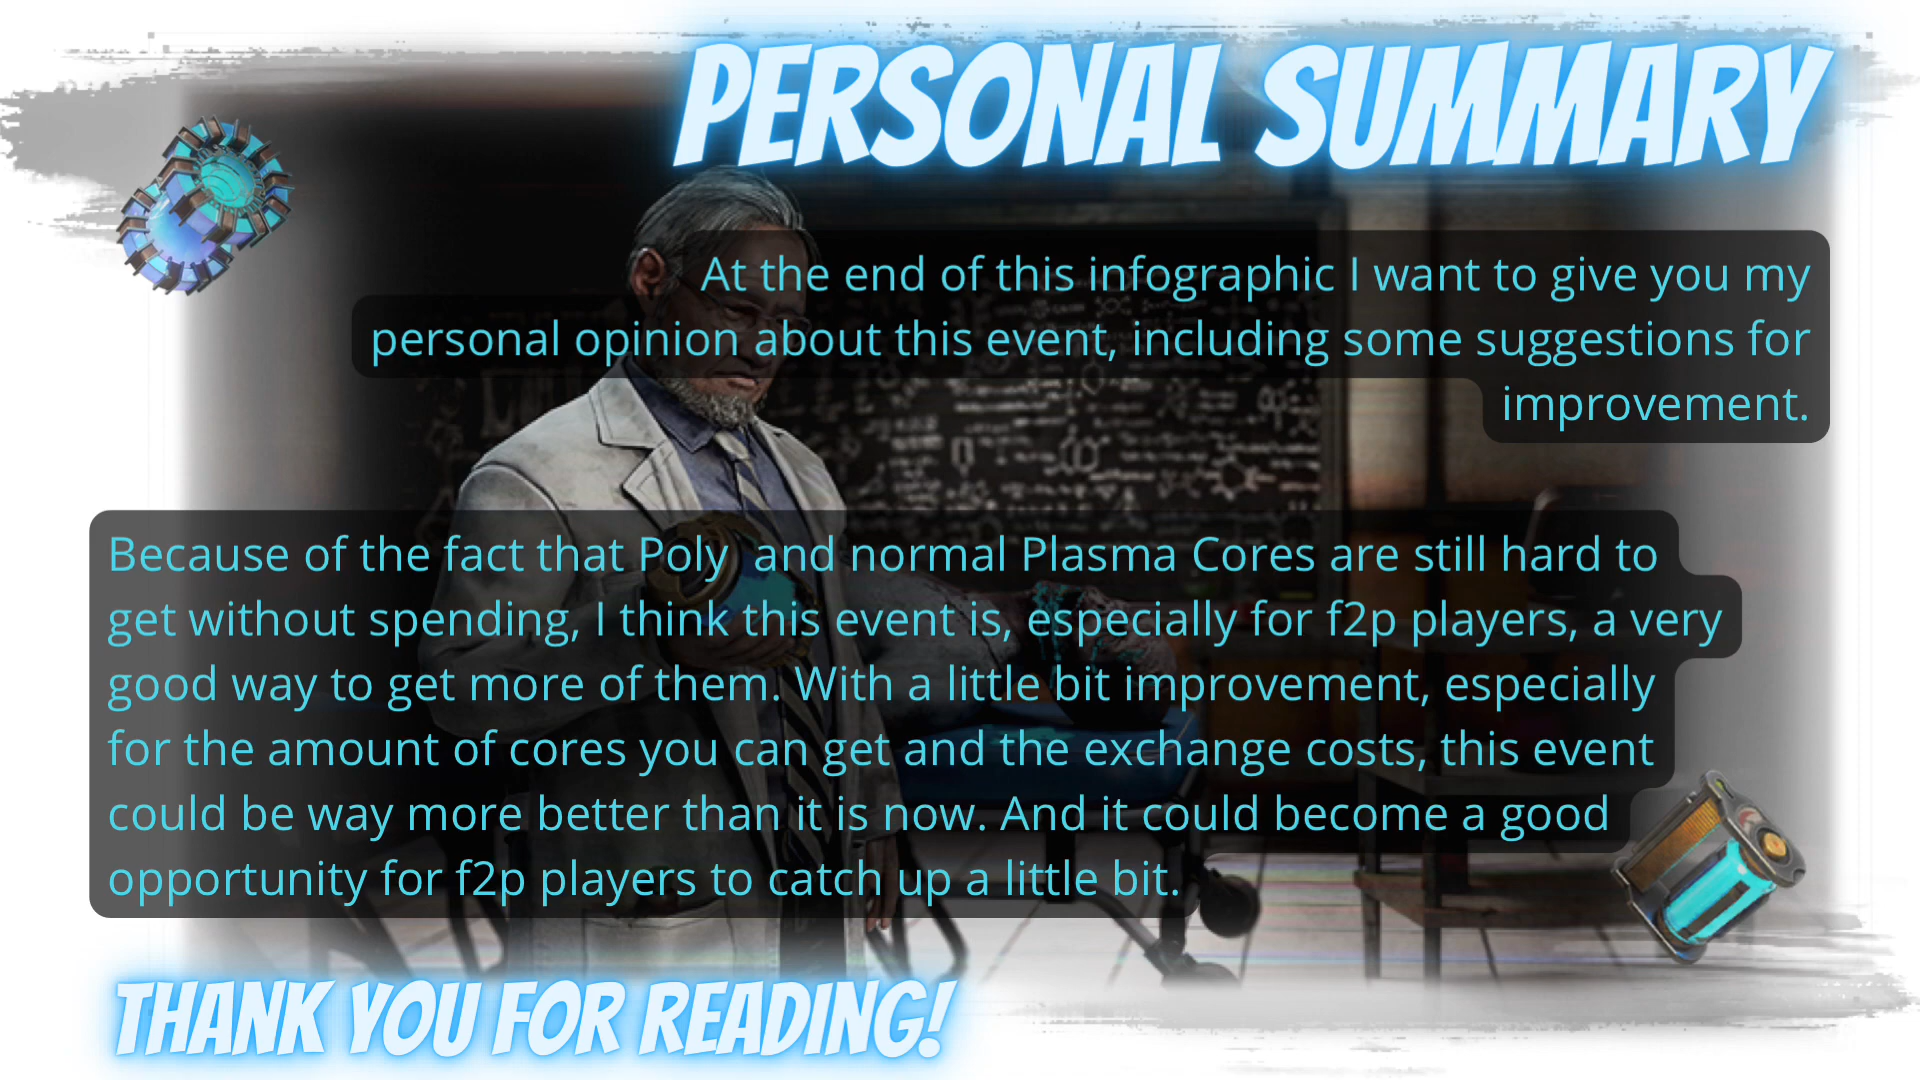 PERSONAL SUMMARY
At the end of this infographic I want to give you my
personal opinion about this event, including some suggestions for
improvement.
Because of the fact that Poly  and normal Plasma Cores are still hard to
get without spending, I think this event is, especially for f2p players, a very
good way to get more of them. With a little bit improvement, especially
for the amount of cores you can get and the exchange costs, this event
could be way more better than it is now. And it could become a good
opportunity for f2p players to catch up a little bit.
THANK YOU FOR READING!